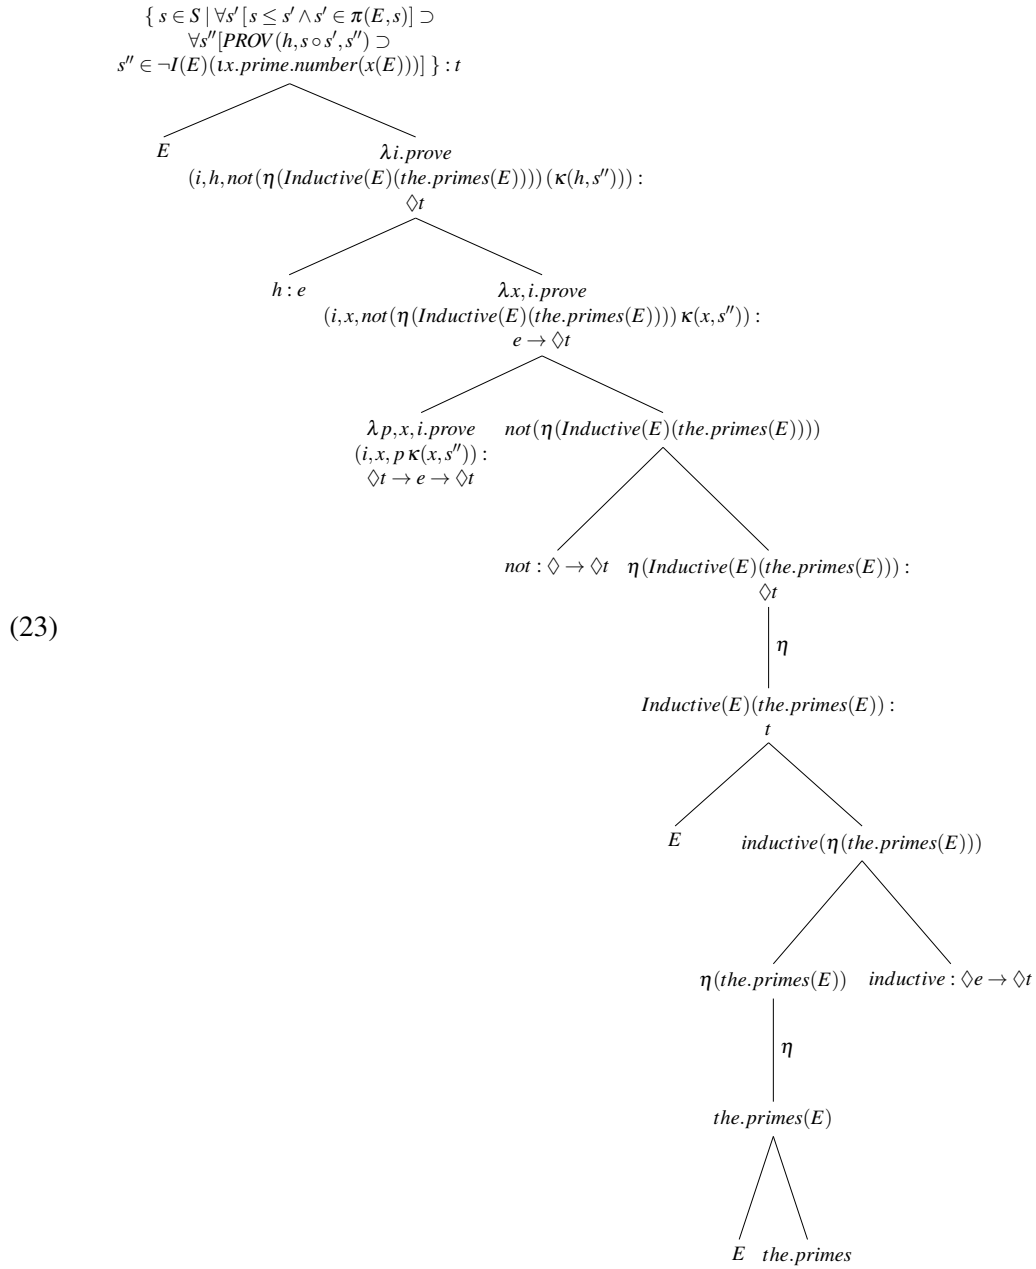 { s ∈ S | ∀s′ [ s ≤ s′ ∧ s′ ∈ π(E,s)] ⊃
∀s′′[PROV(h,s∘s′,s′′) ⊃
s′′ ∈ ¬I(E)(ιx.prime.number(x(E)))] } : t
E
λi.prove
(i,h,not(η(Inductive(E)(the.primes(E))))(κ(h,s′′))) :
◊t
h : e
λx,i.prove
(i,x,not(η(Inductive(E)(the.primes(E))))κ(x,s′′)) :
e → ◊t
λp,x,i.prove
(i,x,pκ(x,s′′)) :
◊t → e → ◊t
not(η(Inductive(E)(the.primes(E))))
not : ◊ → ◊t
η(Inductive(E)(the.primes(E))) :
◊t
(23)
η
Inductive(E)(the.primes(E)) :
t
E
inductive(η(the.primes(E)))
η(the.primes(E))
inductive : ◊e → ◊t
η
the.primes(E)
E
the.primes